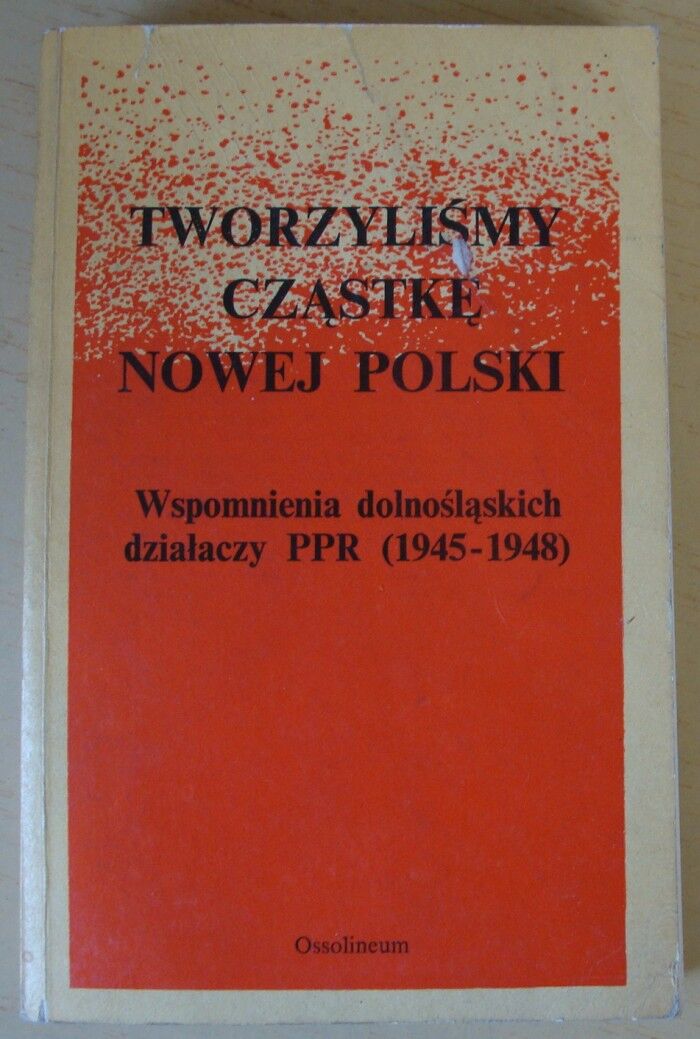 TWORZYLIŚMY
CZĄSTKĘ
NOWEJ POLSKI
Wspomnienia dolnośląskich
działaczy PPR (1945-1948)
Ossolineum